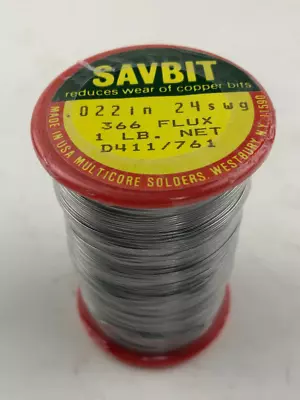 SAVBIT
reduces wear of copper bits
.022in 24swg
366 FLUX
1 LB. NET
D411/761
MADE IN USA MULTICORE SOLDERS, WESTBURY, N.Y. 11590